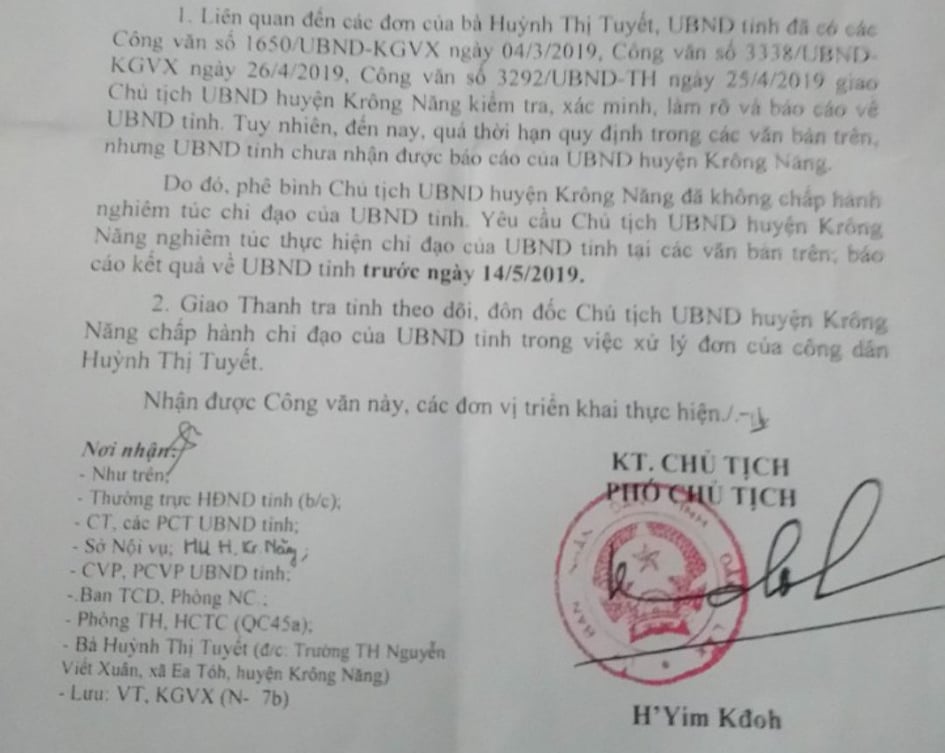 1. Liên quan đến các đơn của bà Huỳnh Thị Tuyết, UBND tỉnh đã có các
Công văn số 1650/UBND-KGVX ngày 04/3/2019, Công văn số 3338/UBND-
KGVX ngày 26/4/2019, Công văn số 3292/UBND-TH ngày 25/4/2019 giao
Chủ tịch UBND huyện Krông Năng kiểm tra, xác minh, làm rõ và báo cáo về
UBND tỉnh. Tuy nhiên, đến nay, quá thời hạn quy định trong các văn bản trên,
nhưng UBND tỉnh chưa nhận được báo cáo của UBND huyện Krông Năng.
Do đó, phê bình Chủ tịch UBND huyện Krông Năng đã không chấp hành
nghiêm túc chỉ đạo của UBND tỉnh. Yêu cầu Chủ tịch UBND huyện Krông
Năng nghiêm túc thực hiện chỉ đạo của UBND tỉnh tại các văn bản trên; báo
cáo kết quả về UBND tỉnh trước ngày 14/5/2019.
2. Giao Thanh tra tỉnh theo dõi, đôn đốc Chủ tịch UBND huyện Krông
Năng chấp hành chỉ đạo của UBND tỉnh trong việc xử lý đơn của công dân
Huỳnh Thị Tuyết.
Nhận được Công văn này, các đơn vị triển khai thực hiện./.
Nơi nhận:
- Như trên;
- Thường trực HĐND tỉnh (b/c);
- CT, các PCT UBND tỉnh;
- Sở Nội vụ; HU H. Kr. Năng;
- CVP, PCVP UBND tỉnh;
- Ban TCD, Phòng NC ;
- Phòng TH, HCTC (QC45a);
- Bà Huỳnh Thị Tuyết (đ/c: Trường TH Nguyễn
Viết Xuân, xã Ea Tóh, huyện Krông Năng)
- Lưu: VT, KGVX (N- 7b)
KT. CHỦ TỊCH
PHÓ CHỦ TỊCH
H'Yim Kđoh